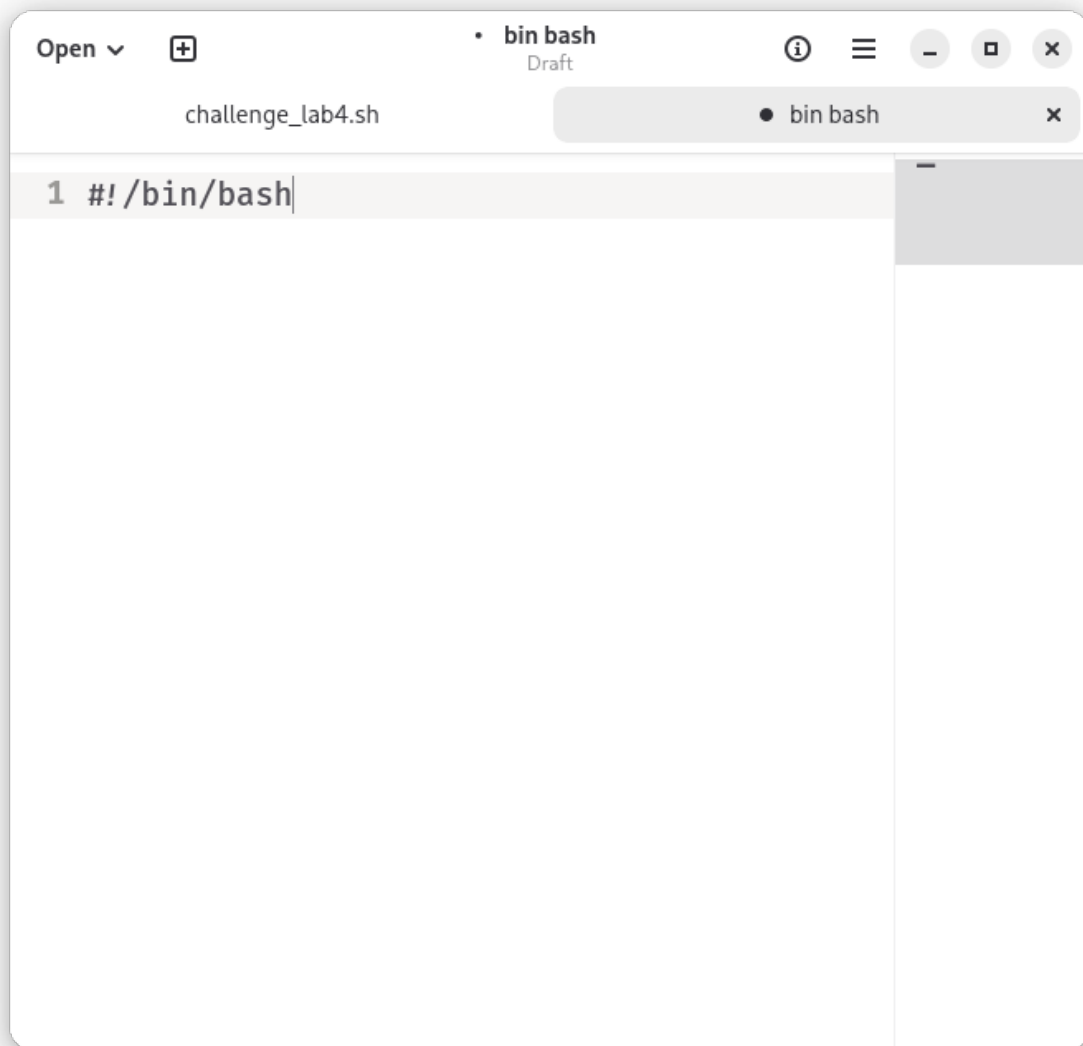 Open
• bin bash
Draft
challenge_lab4.sh
● bin bash
1 #!/bin/bash